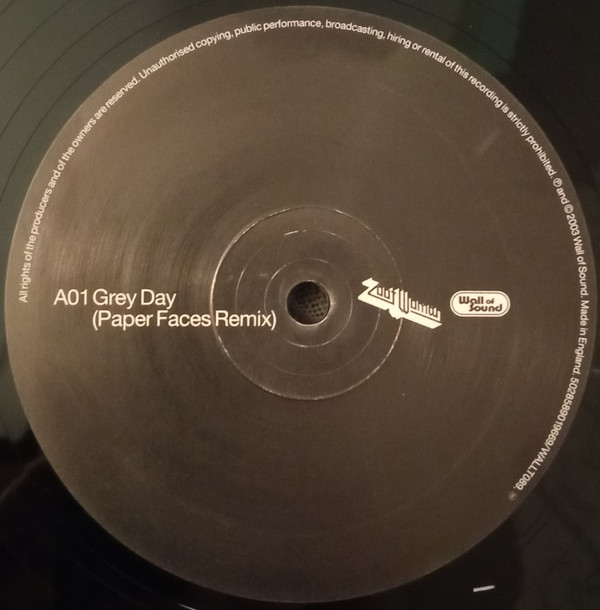 All rights of the producers and of the owners are reserved. Unauthorised copying, public performance, broadcasting, hiring or rental of this recording is strictly prohibited. ℗ and © 2003 Wall of Sound. Made in England. 5028589019669/WALLT089.
A01 Grey Day
(Paper Faces Remix)
Zoot Woman
Wall of
Sound